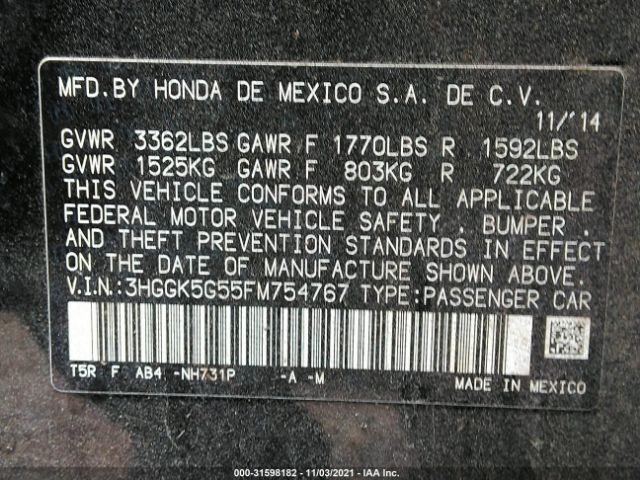 MFD. BY HONDA DE MEXICO S.A. DE C.V.
11/'14
GVWR 3362LBS GAWR F 1770LBS R 1592LBS
GVWR 1525KG GAWR F 803KG R 722KG
THIS VEHICLE CONFORMS TO ALL APPLICABLE
FEDERAL MOTOR VEHICLE SAFETY . BUMPER .
AND THEFT PREVENTION STANDARDS IN EFFECT
ON THE DATE OF MANUFACTURE SHOWN ABOVE.
V.I.N.:3HGGK5G55FM754767 TYPE:PASSENGER CAR
T5R F AB4 -NH731P -A -M
MADE IN MEXICO
000-31598182 - 11/03/2021 - IAA Inc.